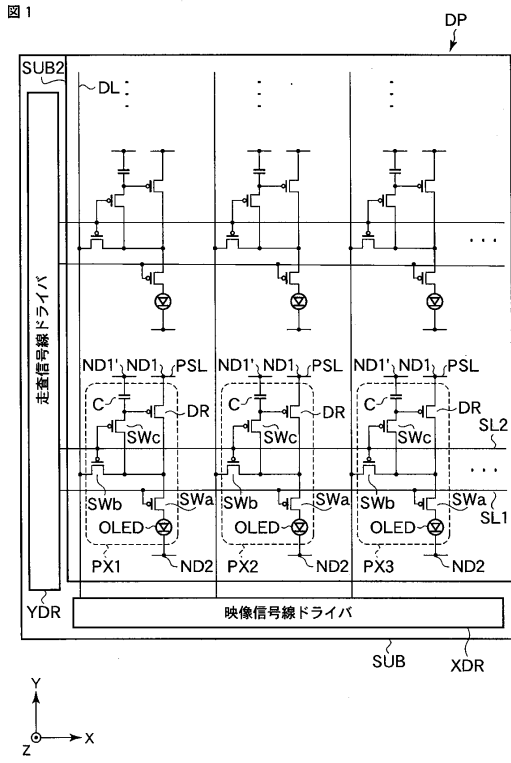 図1
DP
SUB2
DL
走査信号線ドライバ
ND1' ND1 PSL ND1' ND1 PSL ND1' ND1 PSL
C C C
DR DR DR
SWc SWc SWc
SL2
SWb SWa SWb SWa SWb SWa
SL1
OLED OLED OLED
PX1 ND2 PX2 ND2 PX3 ND2
YDR
映像信号線ドライバ
SUB XDR
Y
Z X